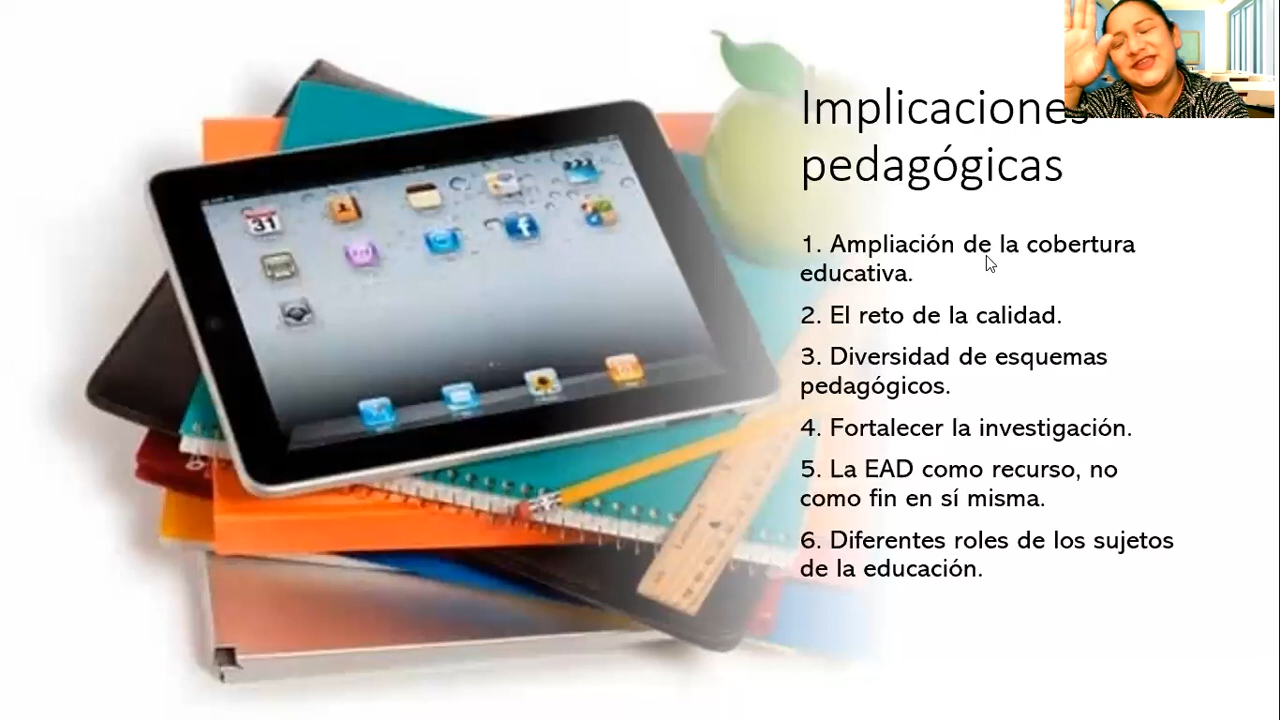 Implicaciones
pedagógicas
1. Ampliación de la cobertura
educativa.
2. El reto de la calidad.
3. Diversidad de esquemas
pedagógicos.
4. Fortalecer la investigación.
5. La EAD como recurso, no
como fin en sí misma.
6. Diferentes roles de los sujetos
de la educación.
31